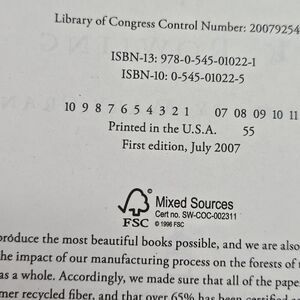 Library of Congress Control Number: 20079254
ISBN-13: 978-0-545-01022-1
ISBN-10: 0-545-01022-5
10 9 8 7 6 5 4 3 2 1 07 08 09 10 11
Printed in the U.S.A. 55
First edition, July 2007
Mixed Sources
Cert no. SW-COC-002311
© 1996 FSC
FSC
produce the most beautiful books possible, and we are also
the impact of our manufacturing process on the forests of
as a whole. Accordingly, we made sure that all of the pape
mer recycled fiber, and that over 65% has been certified